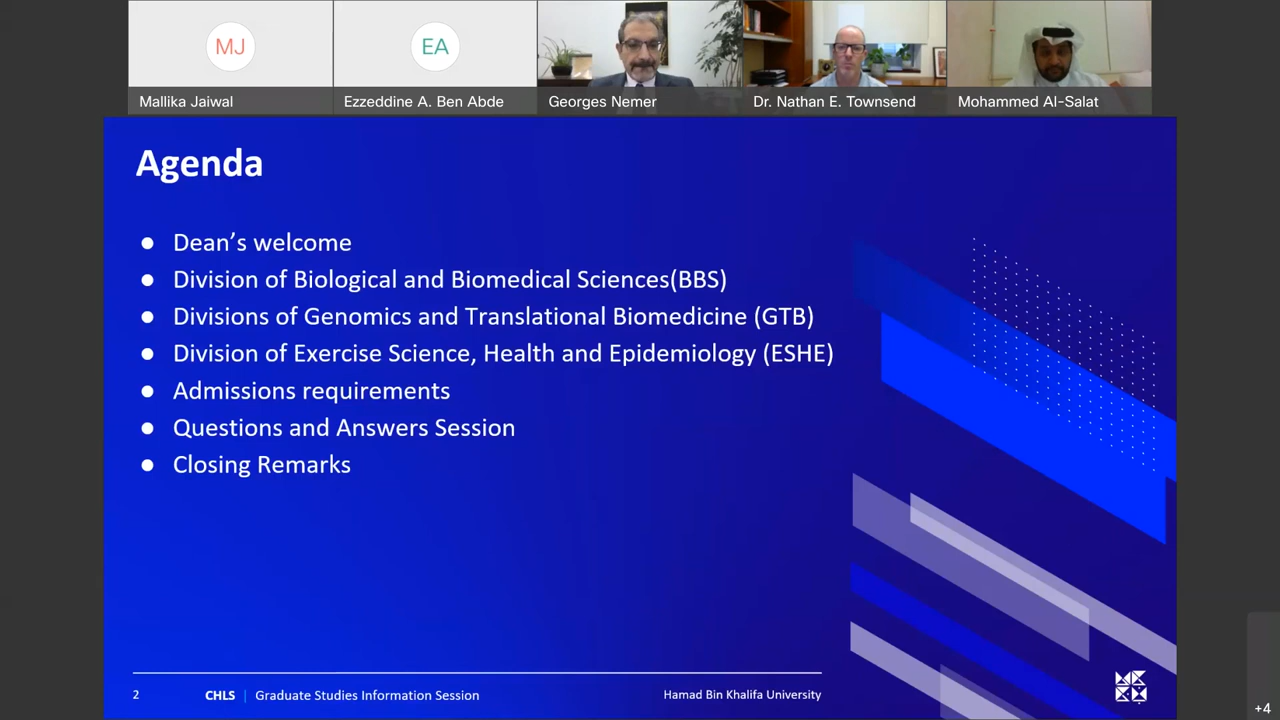 MJ
EA
Mallika Jaiwal
Ezzeddine A. Ben Abde
Georges Nemer
Dr. Nathan E. Townsend
Mohammed Al-Salat
Agenda
● Dean’s welcome
● Division of Biological and Biomedical Sciences(BBS)
● Divisions of Genomics and Translational Biomedicine (GTB)
● Division of Exercise Science, Health and Epidemiology (ESHE)
● Admissions requirements
● Questions and Answers Session
● Closing Remarks
2 CHLS | Graduate Studies Information Session Hamad Bin Khalifa University
+4